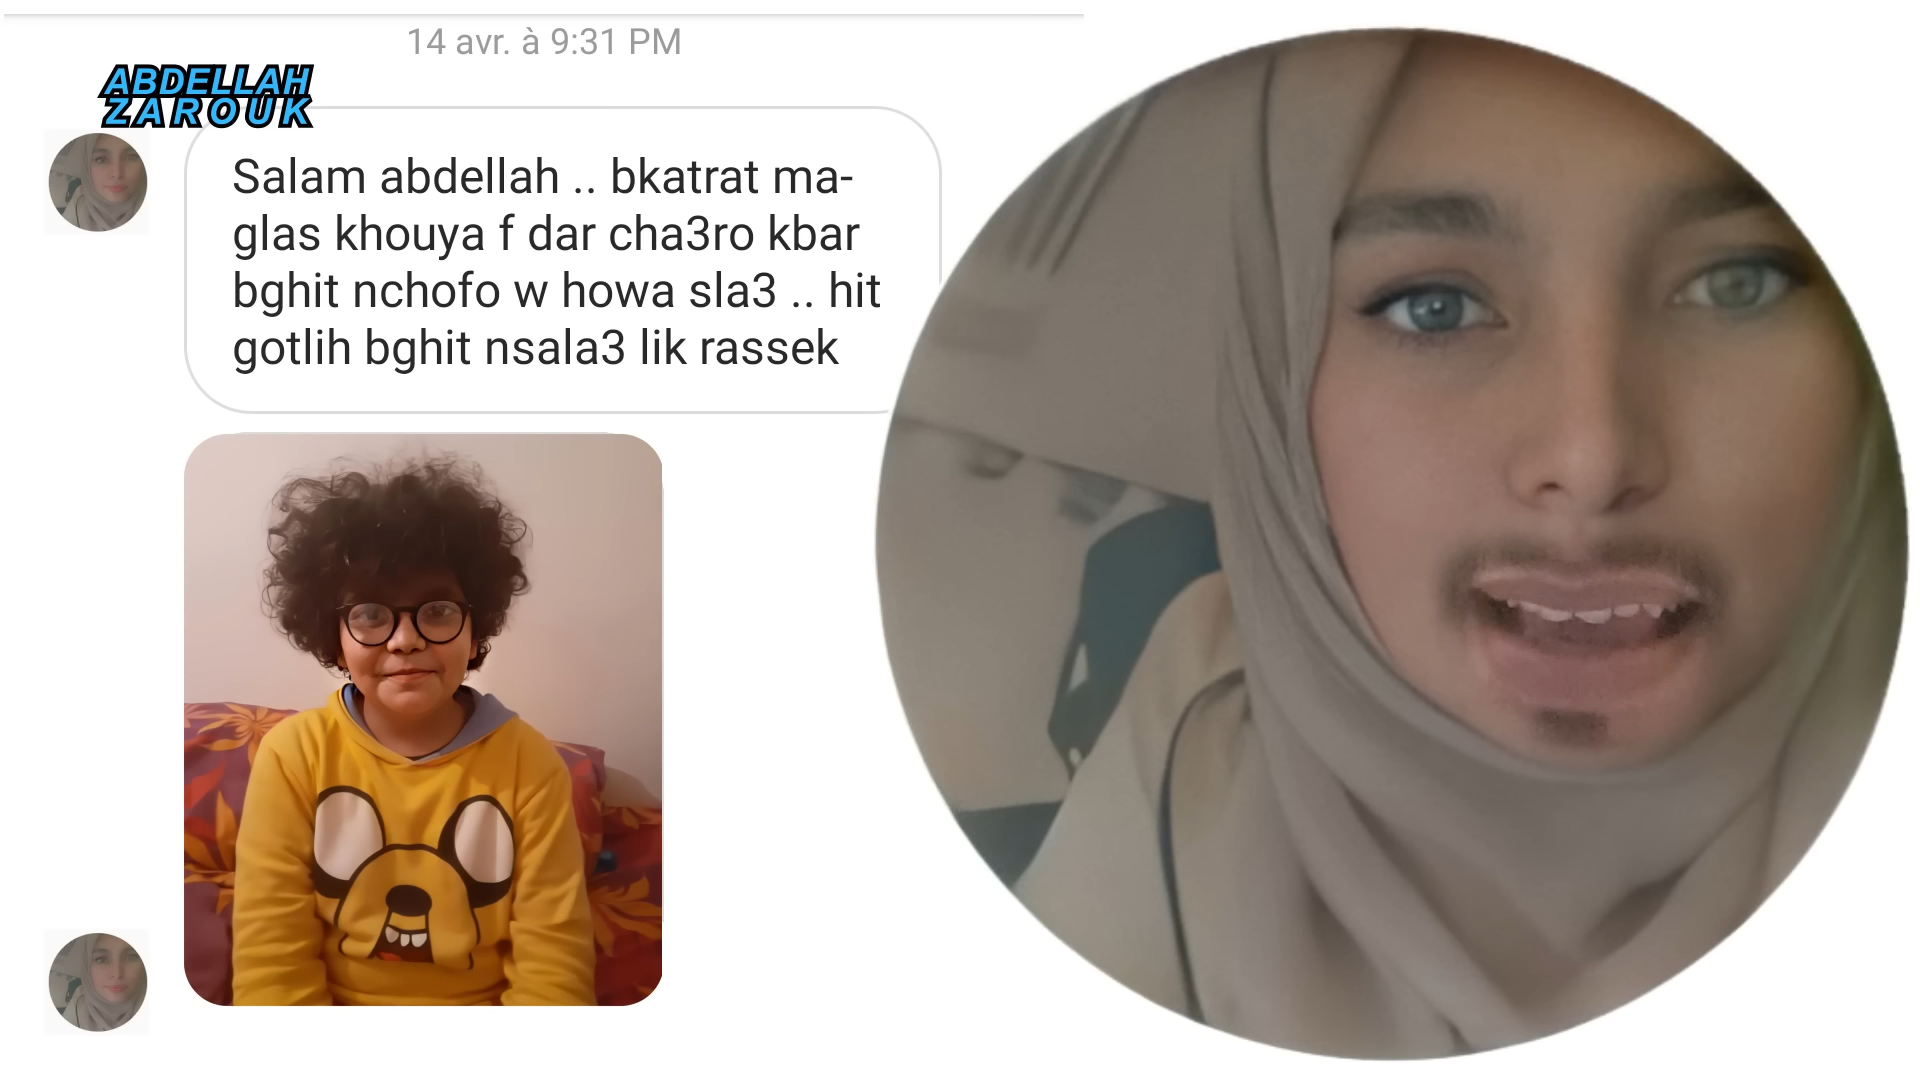 14 avr. à 9:31 PM
ABDELLAH
ZAROUK
Salam abdellah .. bkatrat ma-
glas khouya f dar cha3ro kbar
bghit nchofo w howa sla3 .. hit
gotlih bghit nsala3 lik rassek